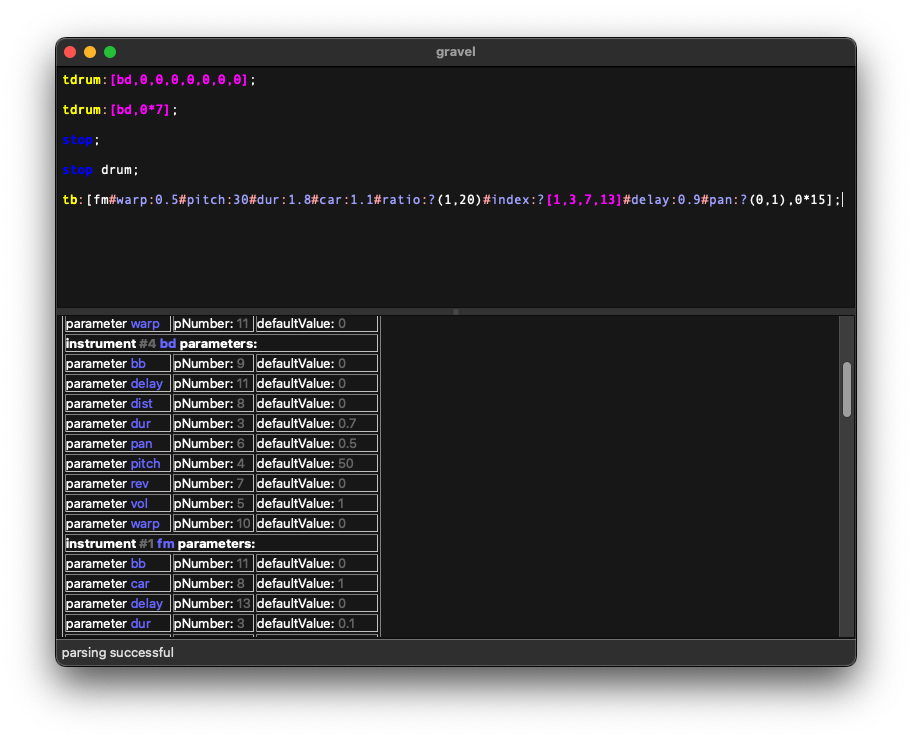 gravel
tdrum:[bd,0,0,0,0,0,0,0];
tdrum:[bd,0*7];
stop;
stop drum;
tb:[fm#warp:0.5#pitch:30#dur:1.8#car:1.1#ratio:?(1,20)#index:?[1,3,7,13]#delay:0.9#pan:?(0,1),0*15];
parameter warp pNumber: 11 defaultValue: 0
instrument #4 bd parameters:
parameter bb pNumber: 9 defaultValue: 0
parameter delay pNumber: 11 defaultValue: 0
parameter dist pNumber: 8 defaultValue: 0
parameter dur pNumber: 3 defaultValue: 0.7
parameter pan pNumber: 6 defaultValue: 0.5
parameter pitch pNumber: 4 defaultValue: 50
parameter rev pNumber: 7 defaultValue: 0
parameter vol pNumber: 5 defaultValue: 1
parameter warp pNumber: 10 defaultValue: 0
instrument #1 fm parameters:
parameter bb pNumber: 11 defaultValue: 0
parameter car pNumber: 8 defaultValue: 1
parameter delay pNumber: 13 defaultValue: 0
parameter dur pNumber: 3 defaultValue: 0.1
parsing successful